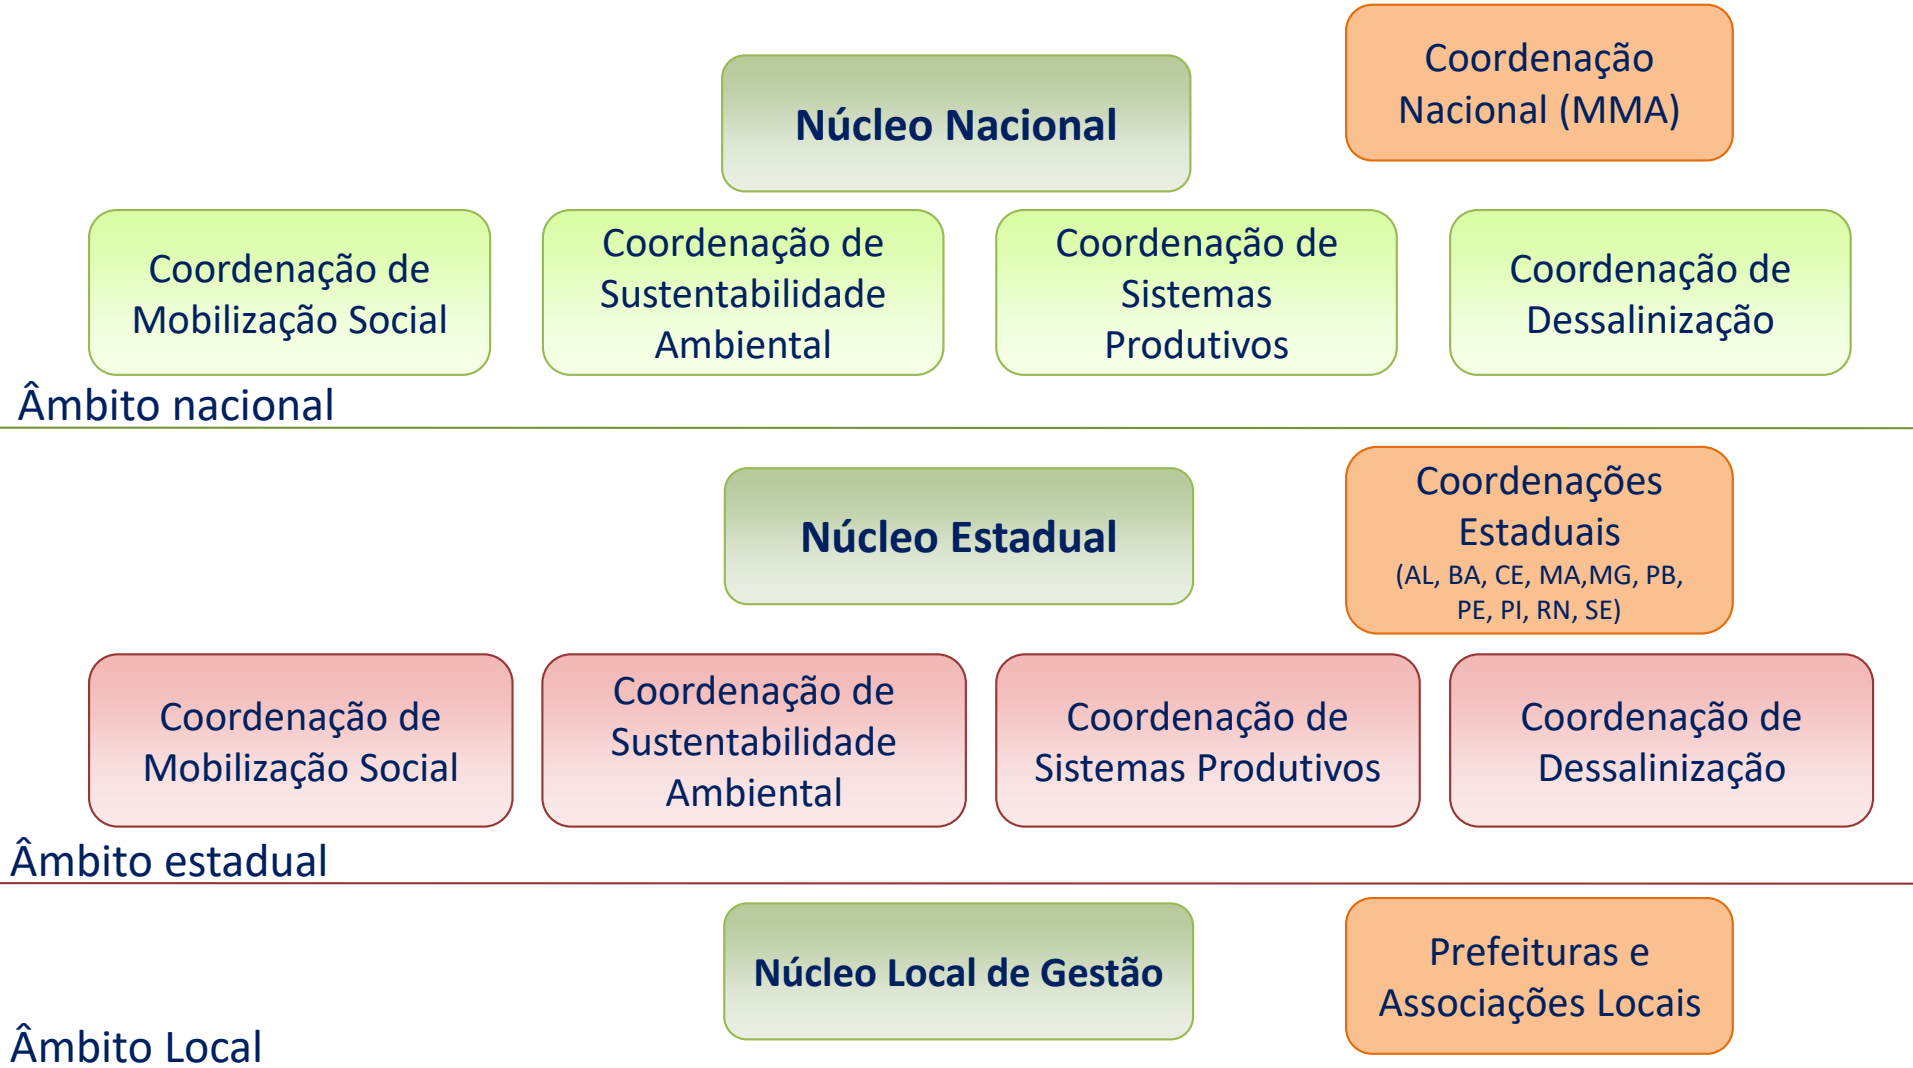 Coordenação
Nacional (MMA)
Núcleo Nacional
Coordenação de
Mobilização Social
Coordenação de
Sustentabilidade
Ambiental
Coordenação de
Sistemas
Produtivos
Coordenação de
Dessalinização
Âmbito nacional
Núcleo Estadual
Coordenações
Estaduais
(AL, BA, CE, MA,MG, PB,
PE, PI, RN, SE)
Coordenação de
Mobilização Social
Coordenação de
Sustentabilidade
Ambiental
Coordenação de
Sistemas Produtivos
Coordenação de
Dessalinização
Âmbito estadual
Núcleo Local de Gestão
Prefeituras e
Associações Locais
Âmbito Local